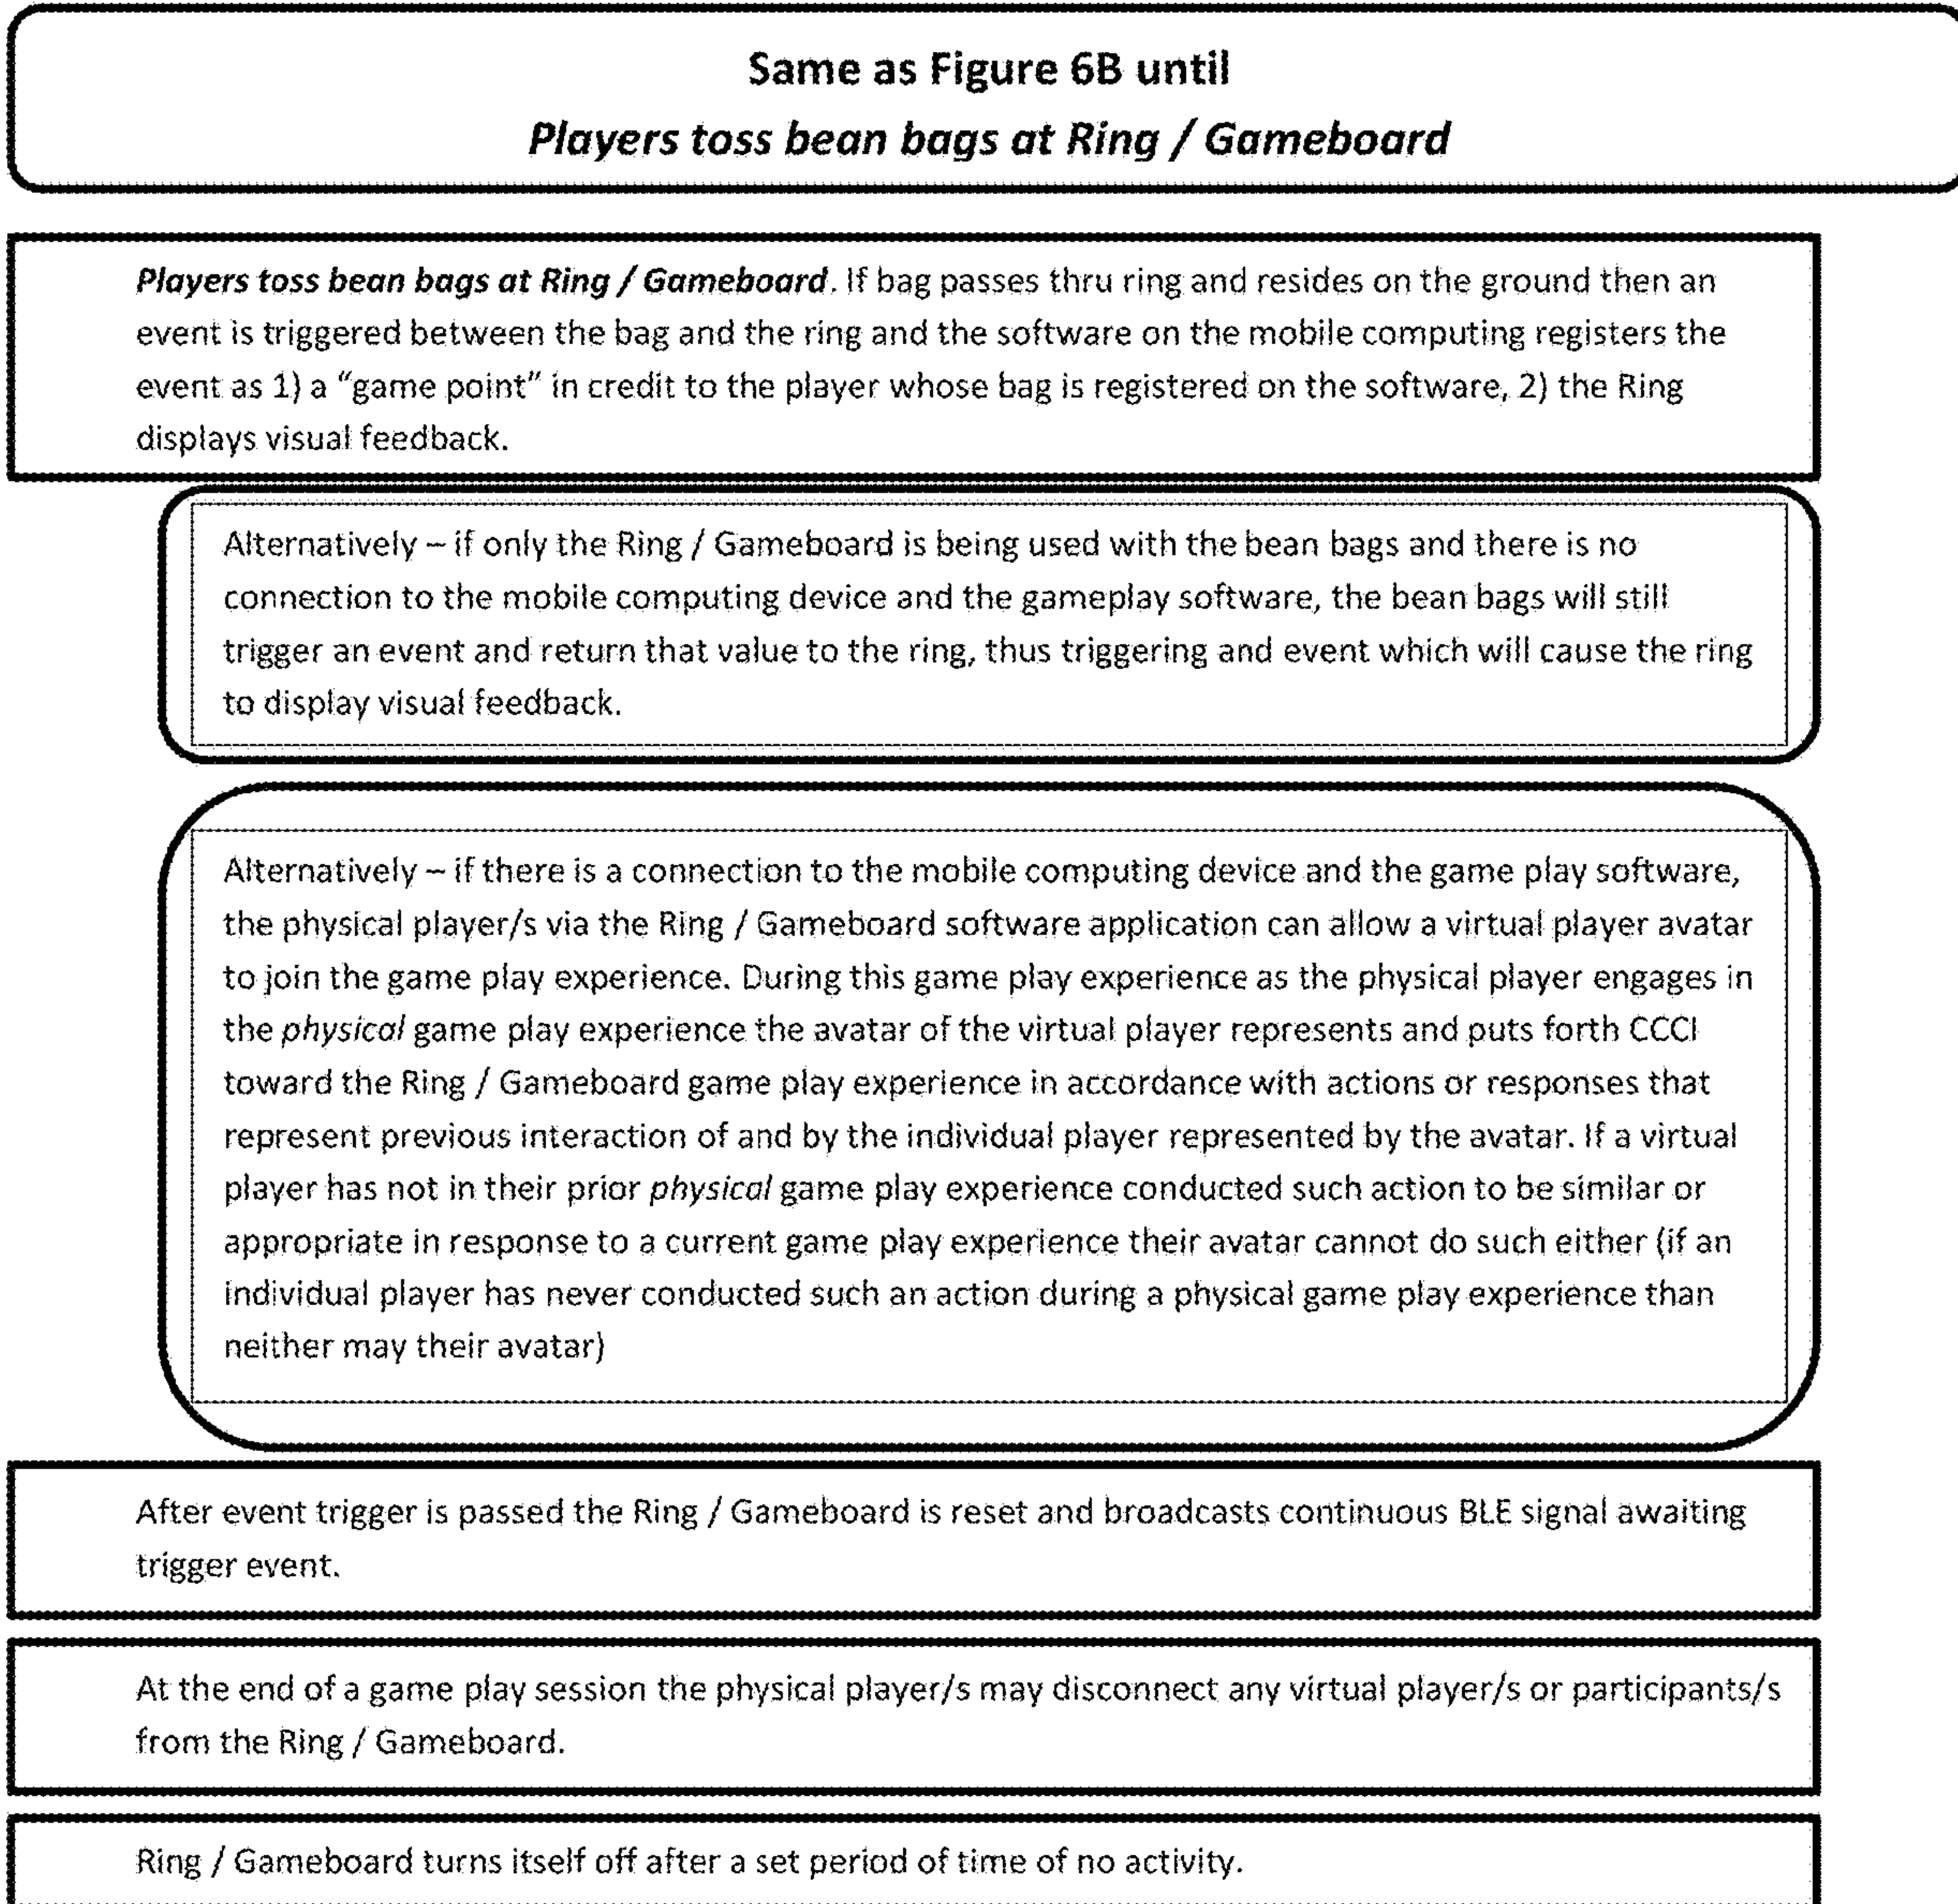 Same as Figure 6B until
Players toss bean bags at Ring / Gameboard
Players toss bean bags at Ring / Gameboard. If bag passes thru ring and resides on the ground then an
event is triggered between the bag and the ring and the software on the mobile computing registers the
event as 1) a “game point” in credit to the player whose bag is registered on the software, 2) the Ring
displays visual feedback.
Alternatively – if only the Ring / Gameboard is being used with the bean bags and there is no
connection to the mobile computing device and the gameplay software, the bean bags will still
trigger an event and return that value to the ring, thus triggering and event which will cause the ring
to display visual feedback.
Alternatively – if there is a connection to the mobile computing device and the game play software,
the physical player/s via the Ring / Gameboard software application can allow a virtual player avatar
to join the game play experience. During this game play experience as the physical player engages in
the physical game play experience the avatar of the virtual player represents and puts forth CCCI
toward the Ring / Gameboard game play experience in accordance with actions or responses that
represent previous interaction of and by the individual player represented by the avatar. If a virtual
player has not in their prior physical game play experience conducted such action to be similar or
appropriate in response to a current game play experience their avatar cannot do such either (if an
individual player has never conducted such an action during a physical game play experience than
neither may their avatar)
After event trigger is passed the Ring / Gameboard is reset and broadcasts continuous BLE signal awaiting
trigger event.
At the end of a game play session the physical player/s may disconnect any virtual player/s or participants/s
from the Ring / Gameboard.
Ring / Gameboard turns itself off after a set period of time of no activity.